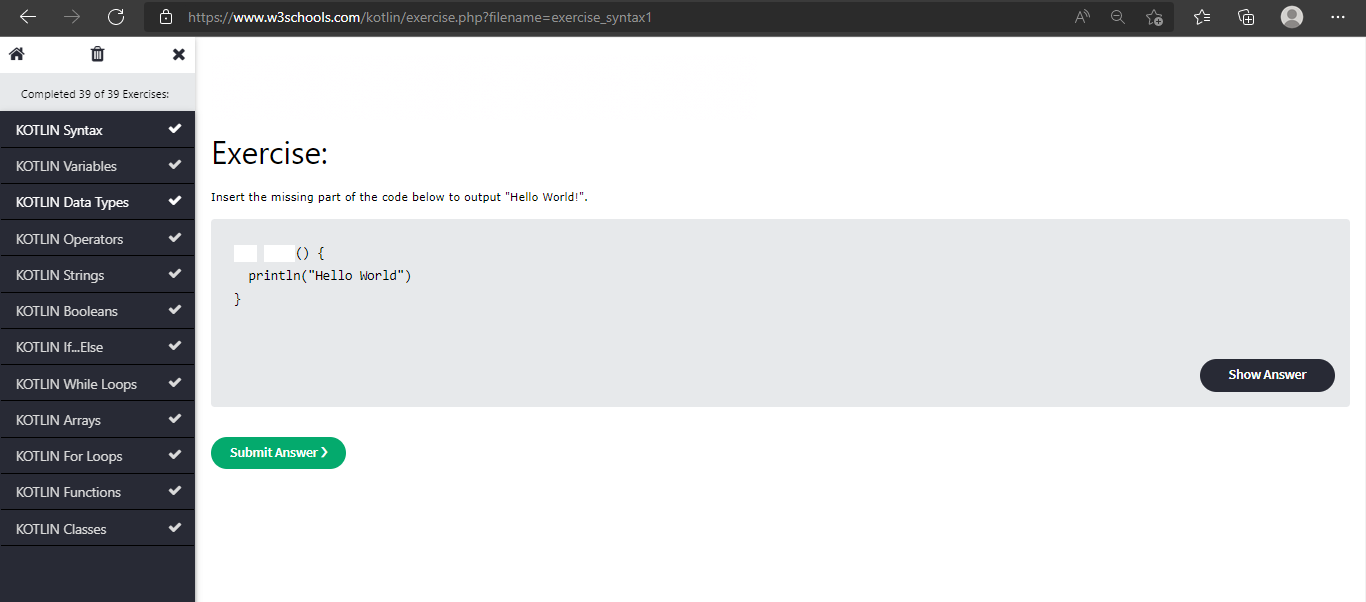 https://www.w3schools.com/kotlin/exercise.php?filename=exercise_syntax1
Completed 39 of 39 Exercises:
KOTLIN Syntax
KOTLIN Variables
KOTLIN Data Types
KOTLIN Operators
KOTLIN Strings
KOTLIN Booleans
KOTLIN If...Else
KOTLIN While Loops
KOTLIN Arrays
KOTLIN For Loops
KOTLIN Functions
KOTLIN Classes
Exercise:
Insert the missing part of the code below to output "Hello World!".
() {
println("Hello World")
}
Show Answer
Submit Answer ❯